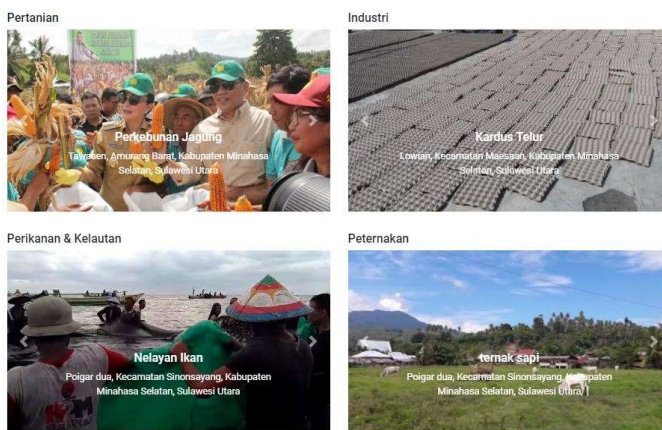 Pertanian
Perkebunan Jagung
Tawasen, Amurang Barat, Kabupaten Minahasa
Selatan, Sulawesi Utara
Industri
Kardus Telur
Lowian, Kecamatan Maesaan, Kabupaten Minahasa
Selatan, Sulawesi Utara
Perikanan & Kelautan
Nelayan Ikan
Poigar dua, Kecamatan Sinonsayang, Kabupaten
Minahasa Selatan, Sulawesi Utara
Peternakan
ternak sapi
Poigar dua, Kecamatan Sinonsayang, Kabupaten
Minahasa Selatan, Sulawesi Utara